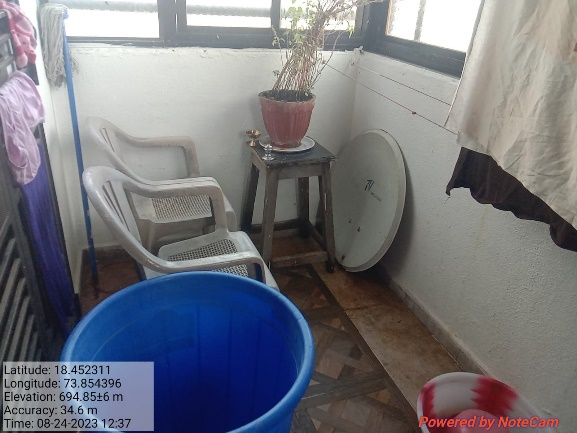 Latitude: 18.452311
Longitude: 73.854396
Elevation: 694.85±6 m
Accuracy: 34.6 m
Time: 08-24-2023 12:37
Powered by NoteCam